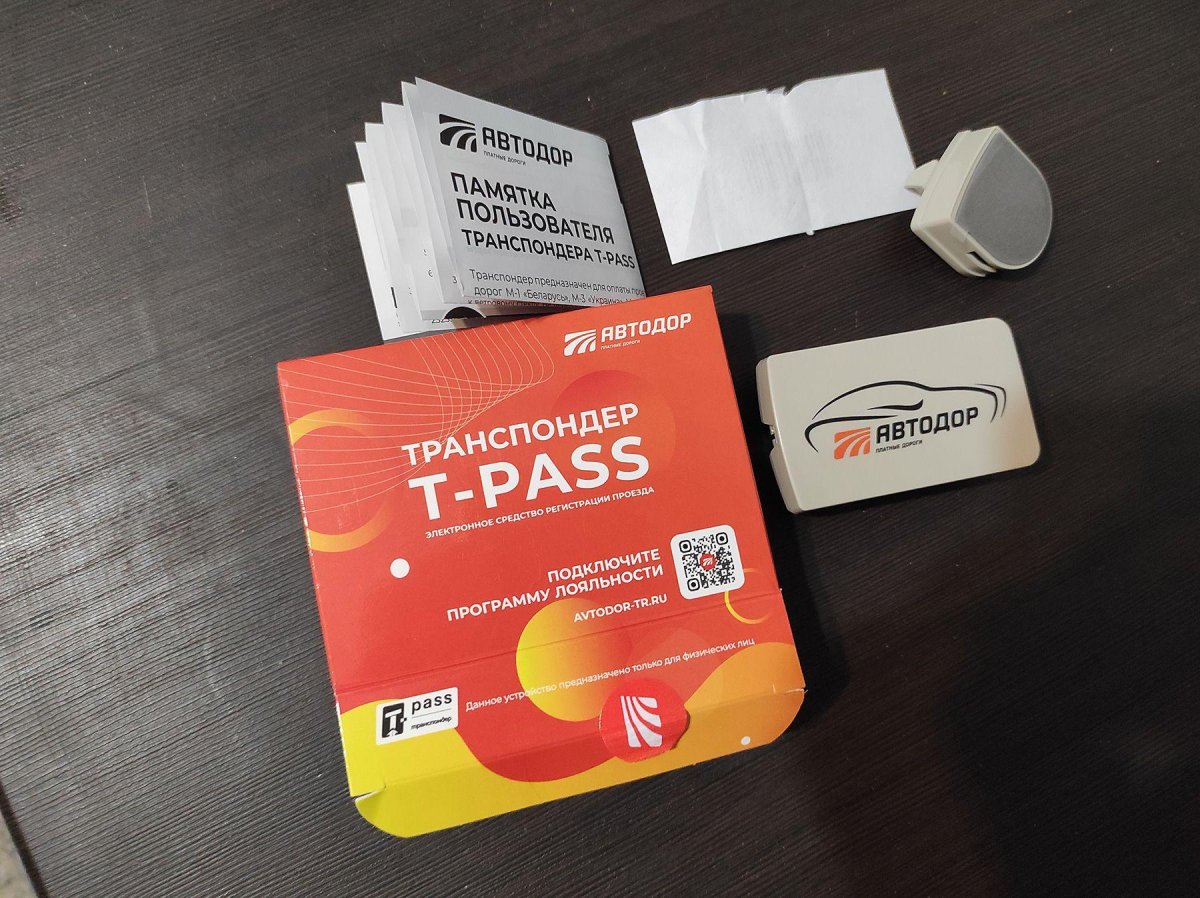 АВТОДОР
ПЛАТНЫЕ ДОРОГИ
ПАМЯТКА
ПОЛЬЗОВАТЕЛЯ
ТРАНСПОНДЕРА T-PASS
Транспондер предназначен для оплаты
дорог М-1 «Беларусь», М-3 «Украина»,
АВТОДОР
ПЛАТНЫЕ ДОРОГИ
ТРАНСПОНДЕР
T-PASS
ЭЛЕКТРОННОЕ СРЕДСТВО РЕГИСТРАЦИИ ПРОЕЗДА
ПОДКЛЮЧИТЕ
ПРОГРАММУ ЛОЯЛЬНОСТИ
AVTODOR-TR.RU
Данное устройство предназначено только для физических лиц
T pass
транспондер
АВТОДОР
ПЛАТНЫЕ ДОРОГИ